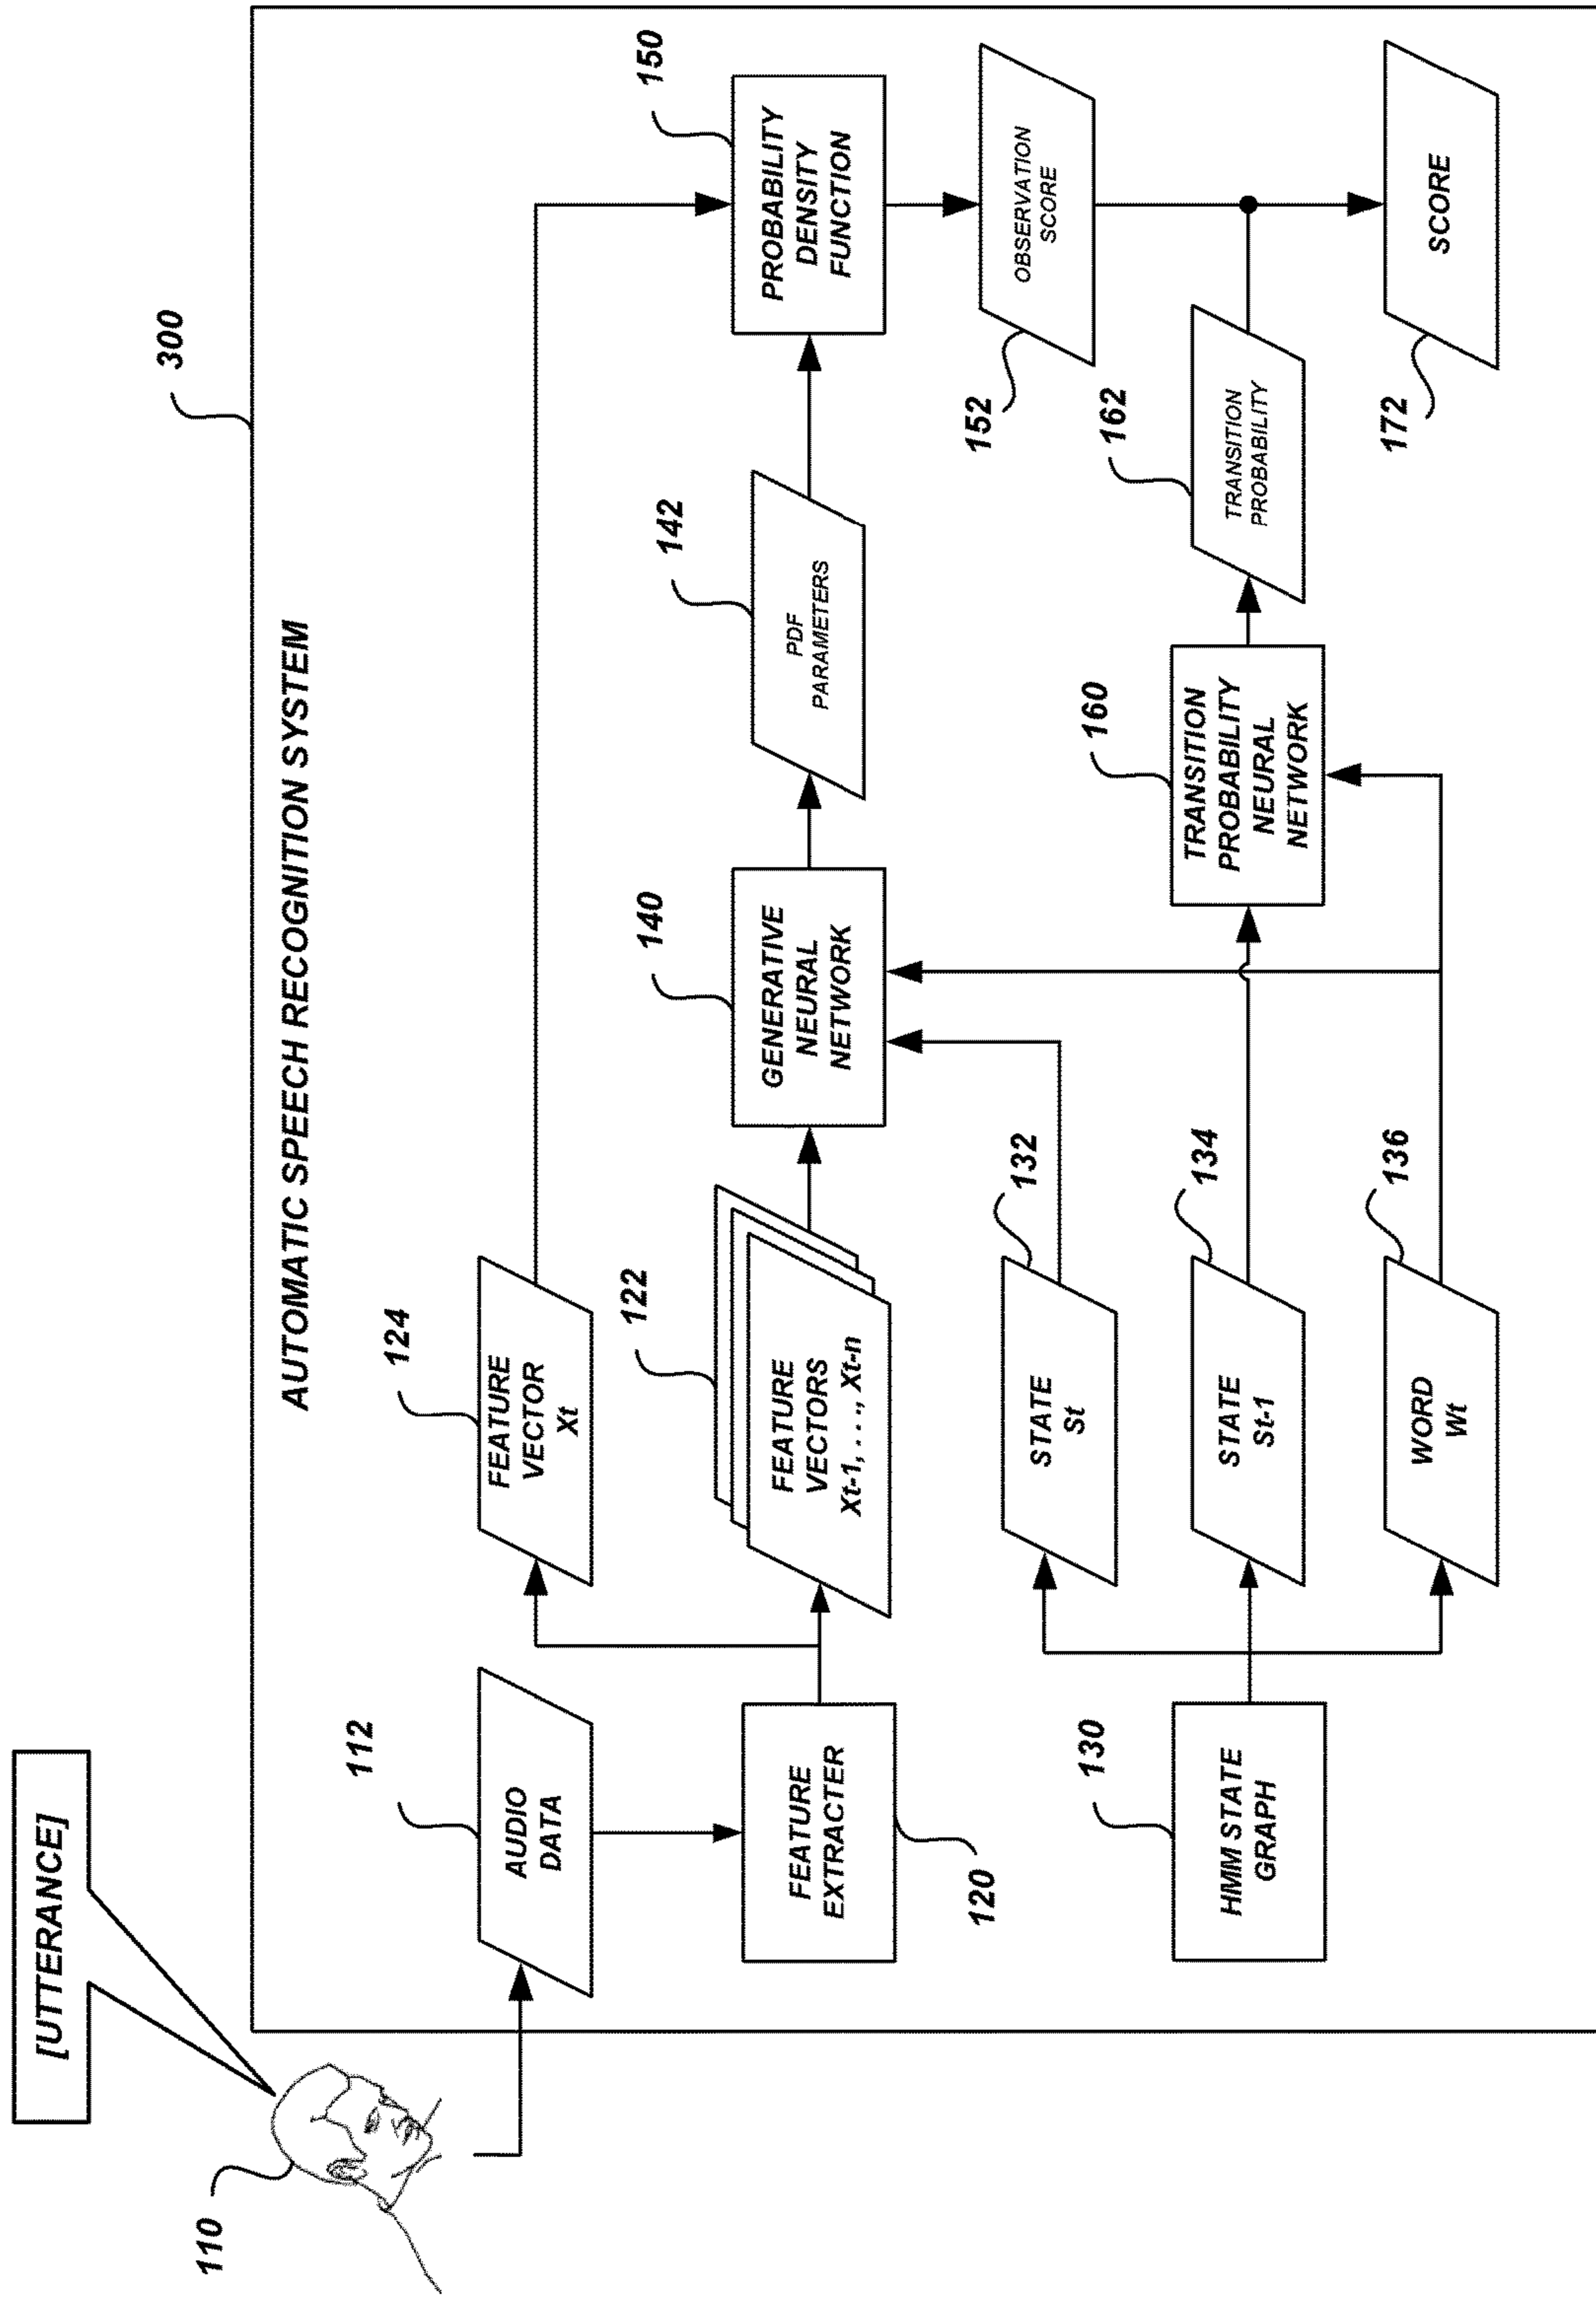 [UTTERANCE]
110
300
AUTOMATIC SPEECH RECOGNITION SYSTEM
112
AUDIO
DATA
124
FEATURE
VECTOR
Xt
FEATURE
EXTRACTER
120
122
FEATURE
VECTORS
Xt-1, . . ., Xt-n
140
GENERATIVE
NEURAL
NETWORK
142
PDF
PARAMETERS
150
PROBABILITY
DENSITY
FUNCTION
130
HMM STATE
GRAPH
132
STATE
St
134
STATE
St-1
136
WORD
Wt
160
TRANSITION
PROBABILITY
NEURAL
NETWORK
152
OBSERVATION
SCORE
162
TRANSITION
PROBABILITY
172
SCORE